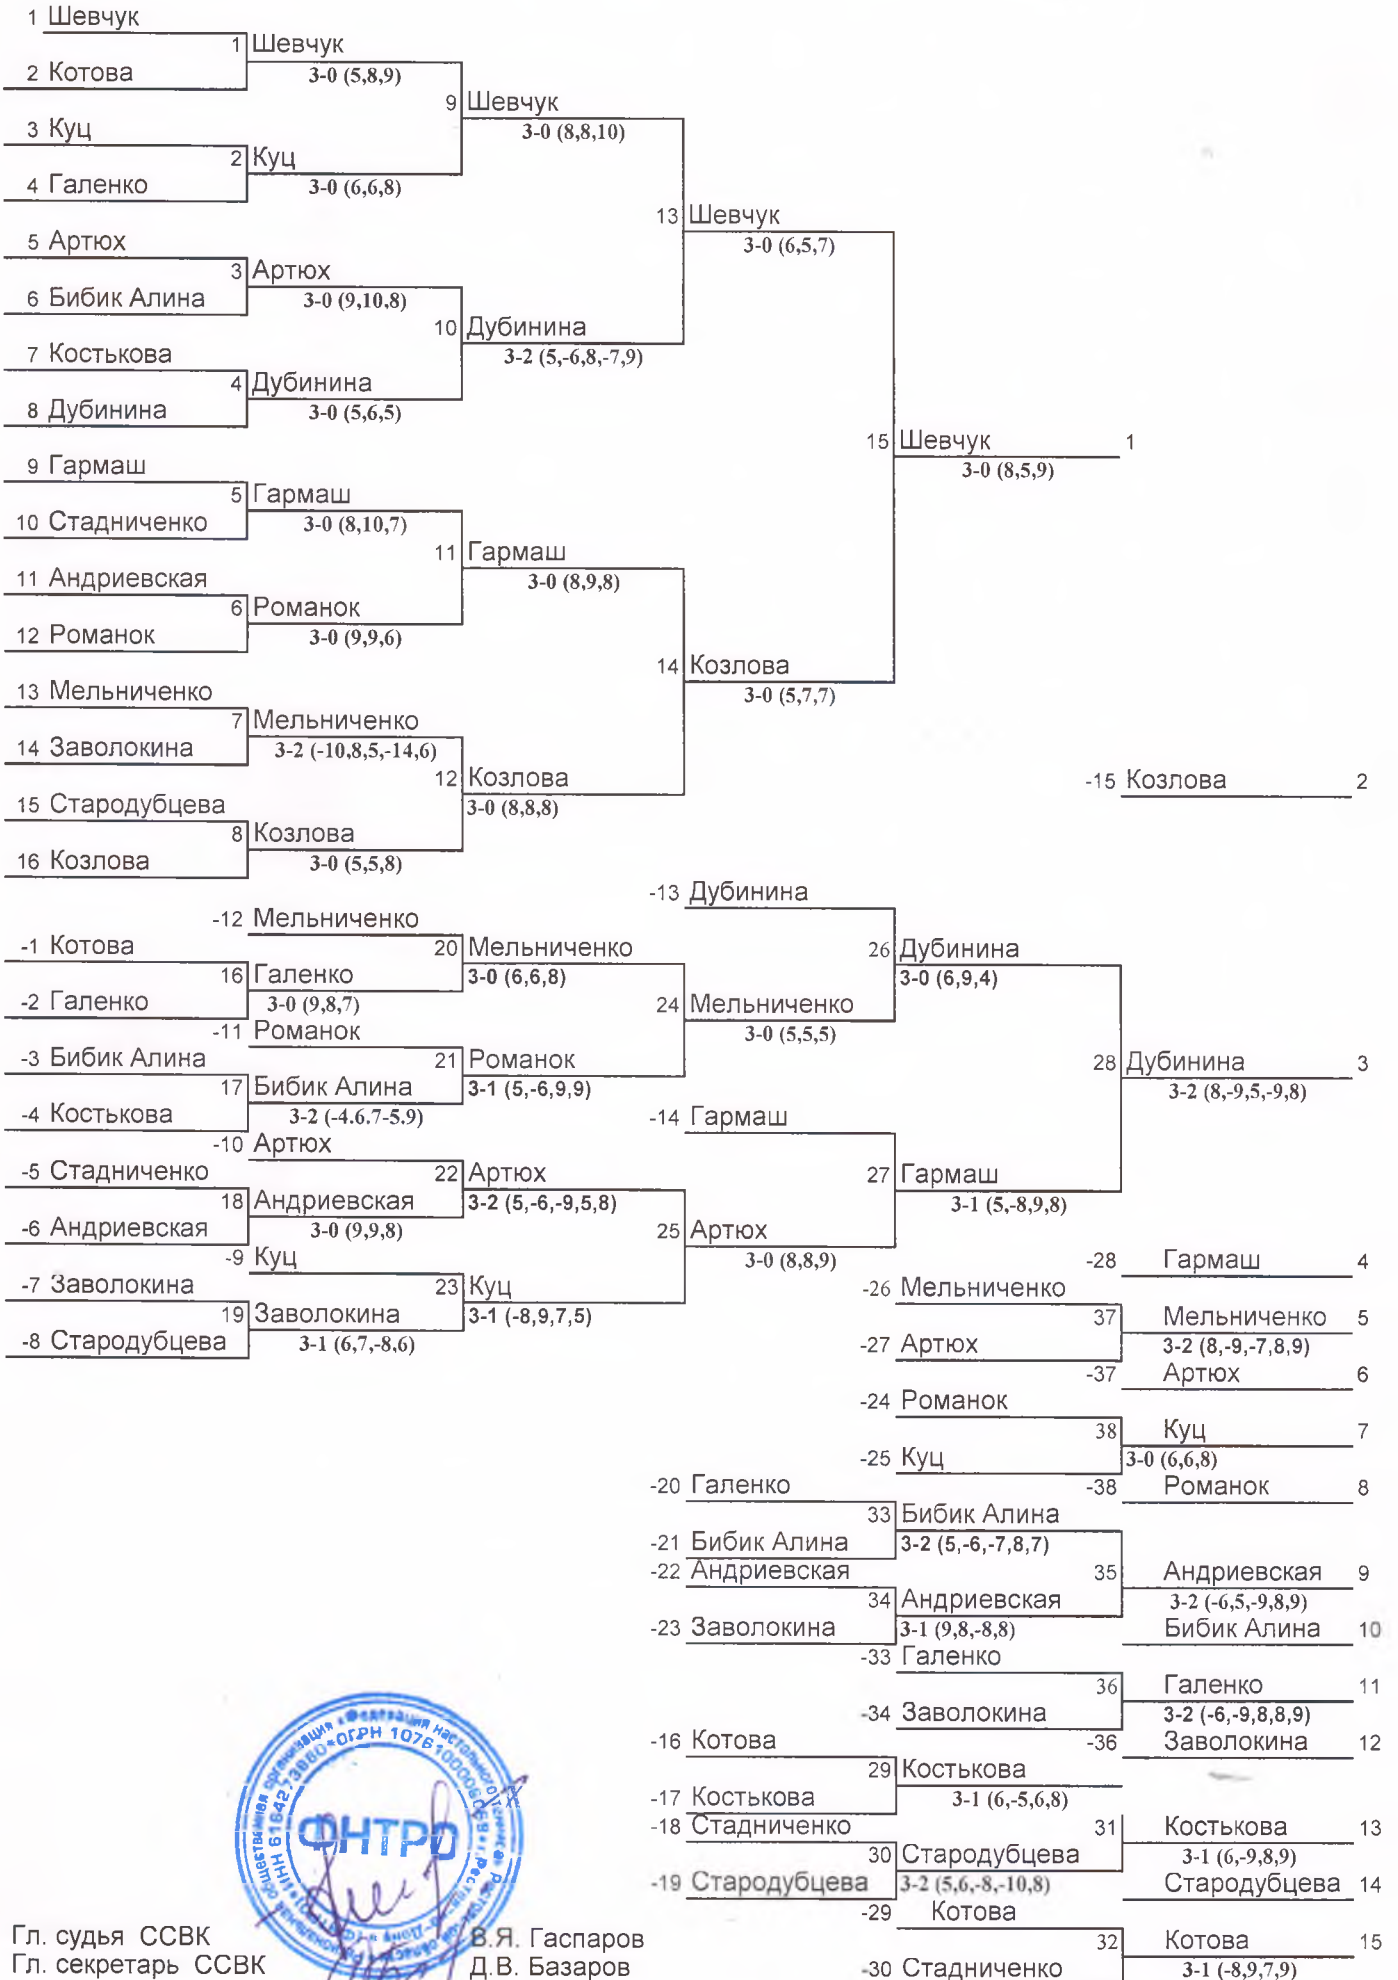 1 Шевчук
1 Шевчук
3-0 (5,8,9)
2 Котова
9 Шевчук
3-0 (8,8,10)
3 Куц
2 Куц
3-0 (6,6,8)
4 Галенко
13 Шевчук
3-0 (6,5,7)
5 Артюх
3 Артюх
3-0 (9,10,8)
6 Бибик Алина
10 Дубинина
3-2 (5,-6,8,-7,9)
7 Костькова
4 Дубинина
3-0 (5,6,5)
8 Дубинина
15 Шевчук 1
3-0 (8,5,9)
9 Гармаш
5 Гармаш
3-0 (8,10,7)
10 Стадниченко
11 Гармаш
3-0 (8,9,8)
11 Андриевская
6 Романок
3-0 (9,9,6)
12 Романок
14 Козлова
3-0 (5,7,7)
13 Мельниченко
7 Мельниченко
3-2 (-10,8,5,-14,6)
14 Заволокина
12 Козлова
3-0 (8,8,8)
-15 Козлова 2
15 Стародубцева
8 Козлова
3-0 (5,5,8)
16 Козлова
-13 Дубинина
-12 Мельниченко
-1 Котова
20 Мельниченко
3-0 (6,6,8)
26 Дубинина
3-0 (6,9,4)
16 Галенко
3-0 (9,8,7)
-2 Галенко
24 Мельниченко
3-0 (5,5,5)
-11 Романок
-3 Бибик Алина
21 Романок
3-1 (5,-6,9,9)
28 Дубинина 3
3-2 (8,-9,5,-9,8)
17 Бибик Алина
3-2 (-4.6.7-5.9)
-4 Костькова
-14 Гармаш
-10 Артюх
-5 Стадниченко
22 Артюх
3-2 (5,-6,-9,5,8)
27 Гармаш
3-1 (5,-8,9,8)
18 Андриевская
3-0 (9,9,8)
-6 Андриевская
25 Артюх
3-0 (8,8,9)
-9 Куц
-28 Гармаш 4
-7 Заволокина
23 Куц
3-1 (-8,9,7,5)
-26 Мельниченко
19 Заволокина
3-1 (6,7,-8,6)
37 Мельниченко 5
3-2 (8,-9,-7,8,9)
-8 Стародубцева
-27 Артюх
-37 Артюх 6
-24 Романок
38 Куц 7
3-0 (6,6,8)
-25 Куц
-38 Романок 8
-20 Галенко
33 Бибик Алина
3-2 (5,-6,-7,8,7)
-21 Бибик Алина
-22 Андриевская
35 Андриевская 9
3-2 (-6,5,-9,8,9)
34 Андриевская
3-1 (9,8,-8,8)
-23 Заволокина
Бибик Алина 10
-33 Галенко
36 Галенко 11
3-2 (-6,-9,8,8,9)
-34 Заволокина
-36 Заволокина 12
-16 Котова
29 Костькова
3-1 (6,-5,6,8)
-17 Костькова
-18 Стадниченко
31 Костькова 13
3-1 (6,-9,8,9)
30 Стародубцева
3-2 (5,6,-8,-10,8)
-19 Стародубцева
Стародубцева 14
-29 Котова
32 Котова 15
3-1 (-8,9,7,9)
-30 Стадниченко
ФНТРО
Гл. судья ССВК В.Я. Гаспаров
Гл. секретарь ССВК Д.В. Базаров